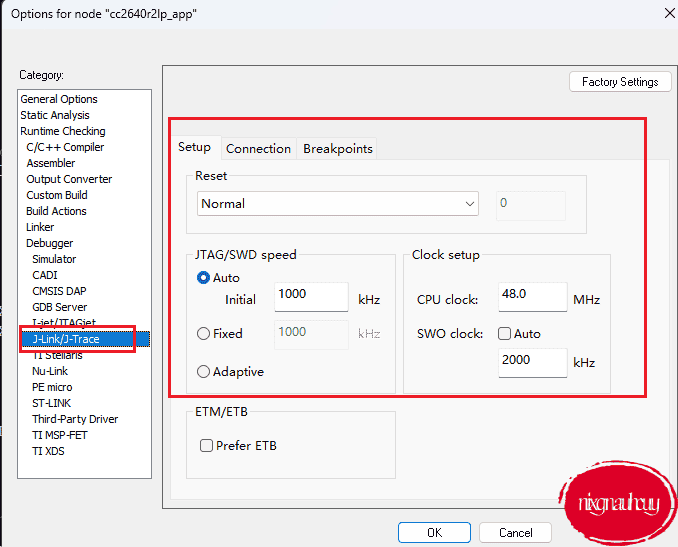 Options for node "cc2640r2lp_app"
Category:
Factory Settings
General Options
Static Analysis
Runtime Checking
C/C++ Compiler
Assembler
Output Converter
Custom Build
Build Actions
Linker
Debugger
Simulator
CADI
CMSIS DAP
GDB Server
I-jet/JTAGjet
J-Link/J-Trace
TI Stellaris
Nu-Link
PE micro
ST-LINK
Third-Party Driver
TI MSP-FET
TI XDS
Setup Connection Breakpoints
Reset
Normal 0
JTAG/SWD speed
Auto
Initial 1000 kHz
Fixed 1000 kHz
Adaptive
Clock setup
CPU clock: 48.0 MHz
SWO clock: Auto
2000 kHz
ETM/ETB
Prefer ETB
OK Cancel